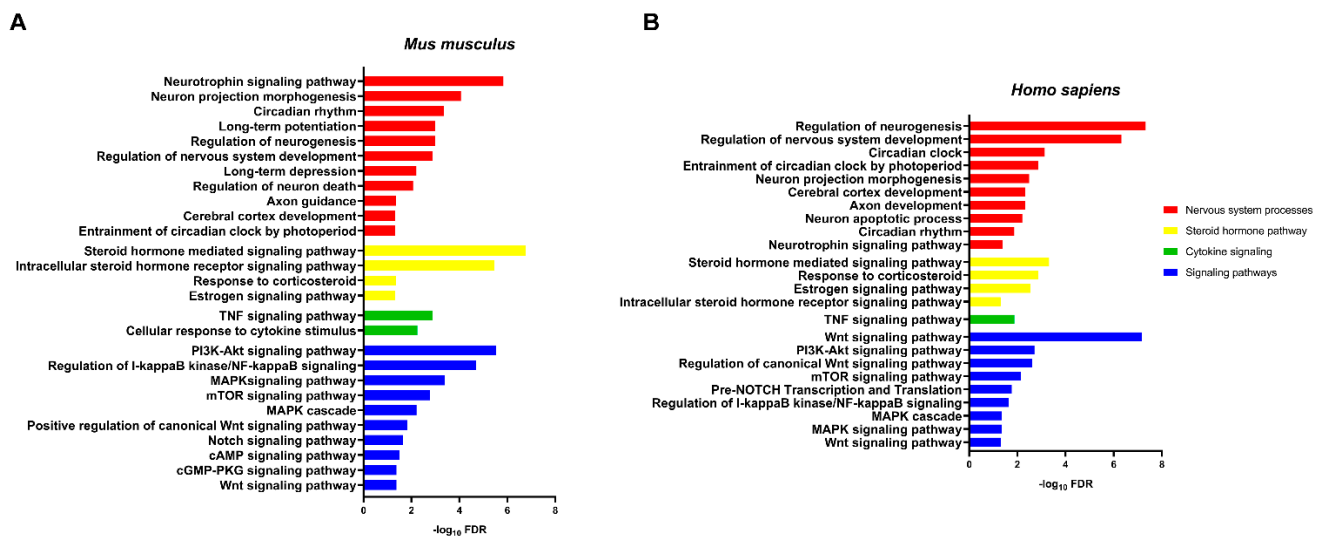 A
Mus musculus
Neurotrophin signaling pathway
Neuron projection morphogenesis
Circadian rhythm
Long-term potentiation
Regulation of neurogenesis
Regulation of nervous system development
Long-term depression
Regulation of neuron death
Axon guidance
Cerebral cortex development
Entrainment of circadian clock by photoperiod
Steroid hormone mediated signaling pathway
Intracellular steroid hormone receptor signaling pathway
Response to corticosteroid
Estrogen signaling pathway
TNF signaling pathway
Cellular response to cytokine stimulus
PI3K-Akt signaling pathway
Regulation of I-kappaB kinase/NF-kappaB signaling
MAPKsignaling pathway
mTOR signaling pathway
MAPK cascade
Positive regulation of canonical Wnt signaling pathway
Notch signaling pathway
cAMP signaling pathway
cGMP-PKG signaling pathway
Wnt signaling pathway
0 2 4 6 8
-log₁₀ FDR
B
Homo sapiens
Regulation of neurogenesis
Regulation of nervous system development
Circadian clock
Entrainment of circadian clock by photoperiod
Neuron projection morphogenesis
Cerebral cortex development
Axon development
Neuron apoptotic process
Circadian rhythm
Neurotrophin signaling pathway
Steroid hormone mediated signaling pathway
Response to corticosteroid
Estrogen signaling pathway
Intracellular steroid hormone receptor signaling pathway
TNF signaling pathway
Wnt signaling pathway
PI3K-Akt signaling pathway
Regulation of canonical Wnt signaling pathway
mTOR signaling pathway
Pre-NOTCH Transcription and Translation
Regulation of I-kappaB kinase/NF-kappaB signaling
MAPK cascade
MAPK signaling pathway
Wnt signaling pathway
0 2 4 6 8
-log₁₀ FDR
Nervous system processes
Steroid hormone pathway
Cytokine signaling
Signaling pathways